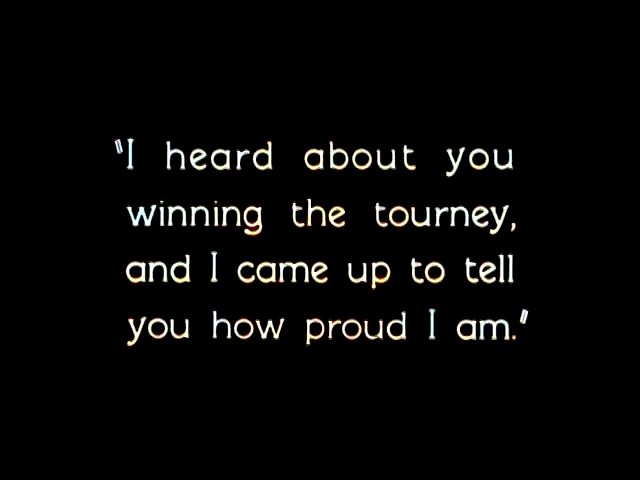 "I heard about you
winning the tourney,
and I came up to tell
you how proud I am."